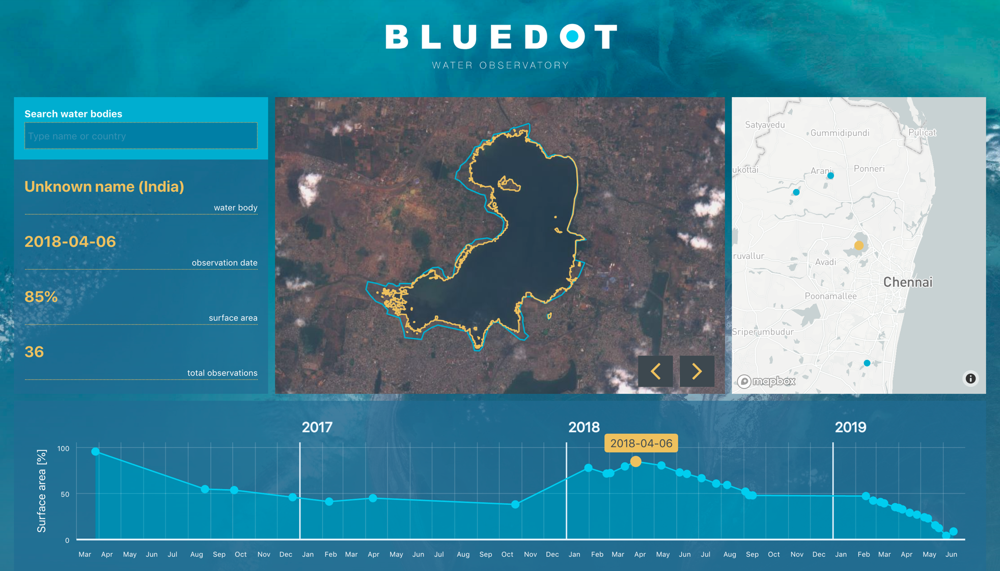 BLUEDOT
WATER OBSERVATORY
Search water bodies
Type name or country
Unknown name (India)
water body
2018-04-06
observation date
85%
surface area
36
total observations
Satyavedu
Gummidipundi
Pulicat
ukottai
Arani
Ponneri
ruvallur
Avadi
Chennai
Poonamallee
Sriperumbudur
mapbox
2017
2018
2019
2018-04-06
Surface area [%]
100
50
0
Mar Apr May Jun Jul Aug Sep Oct Nov Dec Jan Feb Mar Apr May Jun Jul Aug Sep Oct Nov Dec Jan Feb Mar Apr May Jun Jul Aug Sep Oct Nov Dec Jan Feb Mar Apr May Jun